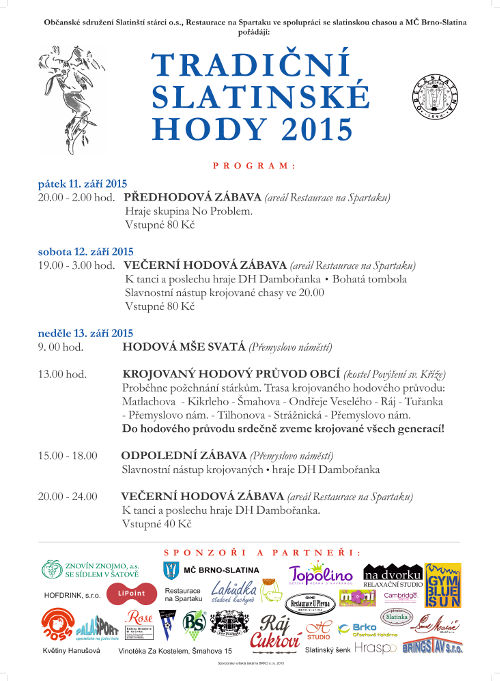 Občanské sdružení Slatinští stárci o.s., Restaurace na Spartaku ve spolupráci se slatinskou chasou a MČ Brno-Slatina
pořádají:
TRADIČNÍ
SLATINSKÉ
HODY 2015
PROGRAM:
pátek 11. září 2015
20.00 - 2.00 hod. PŘEDHODOVÁ ZÁBAVA (areál Restaurace na Spartaku)
Hraje skupina No Problem.
Vstupné 80 Kč
sobota 12. září 2015
19.00 - 3.00 hod. VEČERNÍ HODOVÁ ZÁBAVA (areál Restaurace na Spartaku)
K tanci a poslechu hraje DH Dambořanka • Bohatá tombola
Slavnostní nástup krojované chasy ve 20.00
Vstupné 80 Kč
neděle 13. září 2015
9. 00 hod. HODOVÁ MŠE SVATÁ (Přemyslovo náměstí)
13.00 hod. KROJOVANÝ HODOVÝ PRŮVOD OBCÍ (kostel Povýšení sv. Kříže)
Proběhne požehnání stárkům. Trasa krojovaného hodového průvodu:
Matlachova - Kikrleho - Šmahova - Ondřeje Veselého - Ráj - Tuřanka
- Přemyslovo nám. - Tilhonova - Strážnická - Přemyslovo nám.
Do hodového průvodu srdečně zveme krojované všech generací!
15.00 - 18.00 ODPOLEDNÍ ZÁBAVA (Přemyslovo náměstí)
Slavnostní nástup krojovaných • hraje DH Dambořanka
20.00 - 24.00 VEČERNÍ HODOVÁ ZÁBAVA (areál Restaurace na Spartaku)
K tanci a poslechu hraje DH Dambořanka.
Vstupné 40 Kč
SPONZOŘI A PARTNEŘI:
ZNOVÍN ZNOJMO, a.s.
SE SÍDLEM V ŠATOVĚ
MČ BRNO-SLATINA
Topolino
na dvorku
RELAXAČNÍ STUDIO
GYM
BLUE
SUN
HOFDRINK, s.r.o.
LiPoint
Restaurace
na Spartaku
Lahůdka
Restaurace U Pierna
moni
Cambridge
PALAŠPORT
Rosé
BS
Ráj
Cukroví
STUDIO
Brko
Slatinka
Květiny Hanušová
Vinotéka Za Kostelem, Šmahova 15
Slatinský šenk
Hraspo
BRINGSLAV s.r.o.